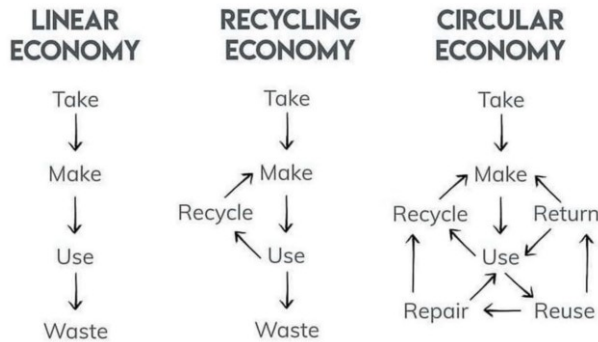 LINEAR
ECONOMY
Take
Make
Use
Waste
RECYCLING
ECONOMY
Take
Make
Recycle
Use
Waste
CIRCULAR
ECONOMY
Take
Make
Recycle
Return
Use
Repair
Reuse